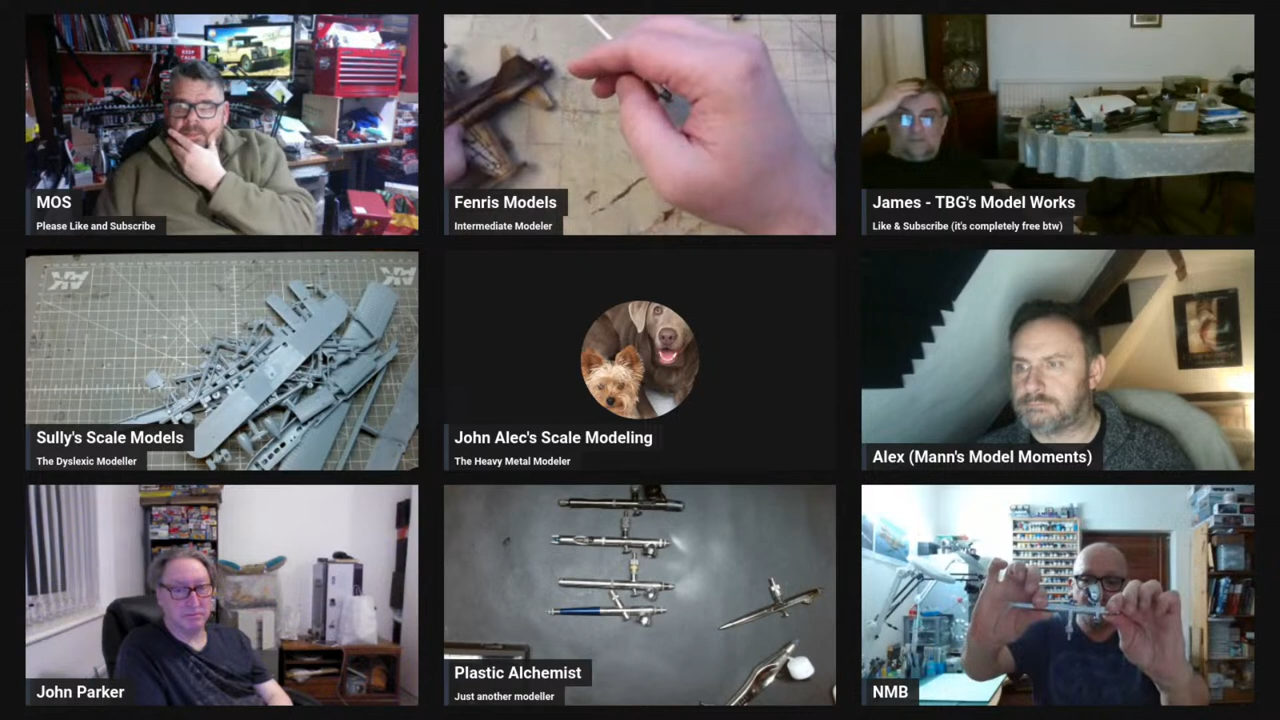 KEEP
CALM
MOS
Please Like and Subscribe
Fenris Models
Intermediate Modeler
James - TBG's Model Works
Like & Subscribe (it's completely free btw)
Sully's Scale Models
The Dyslexic Modeller
John Alec's Scale Modeling
The Heavy Metal Modeler
Alex (Mann's Model Moments)
John Parker
Plastic Alchemist
Just another modeller
NMB